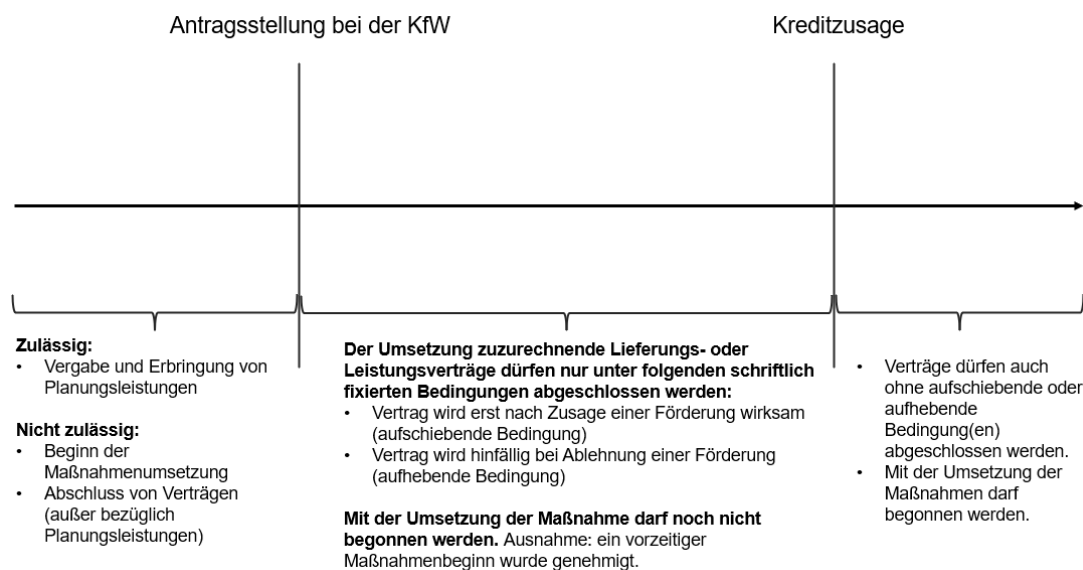 Antragsstellung bei der KfW
Kreditzusage
Zulässig:
• Vergabe und Erbringung von
Planungsleistungen
Nicht zulässig:
• Beginn der
Maßnahmenumsetzung
• Abschluss von Verträgen
(außer bezüglich
Planungsleistungen)
Der Umsetzung zuzurechnende Lieferungs- oder
Leistungsverträge dürfen nur unter folgenden schriftlich
fixierten Bedingungen abgeschlossen werden:
• Vertrag wird erst nach Zusage einer Förderung wirksam
(aufschiebende Bedingung)
• Vertrag wird hinfällig bei Ablehnung einer Förderung
(aufhebende Bedingung)
Mit der Umsetzung der Maßnahme darf noch nicht
begonnen werden. Ausnahme: ein vorzeitiger
Maßnahmenbeginn wurde genehmigt.
• Verträge dürfen auch
ohne aufschiebende oder
aufhebende
Bedingung(en)
abgeschlossen werden.
• Mit der Umsetzung der
Maßnahmen darf
begonnen werden.